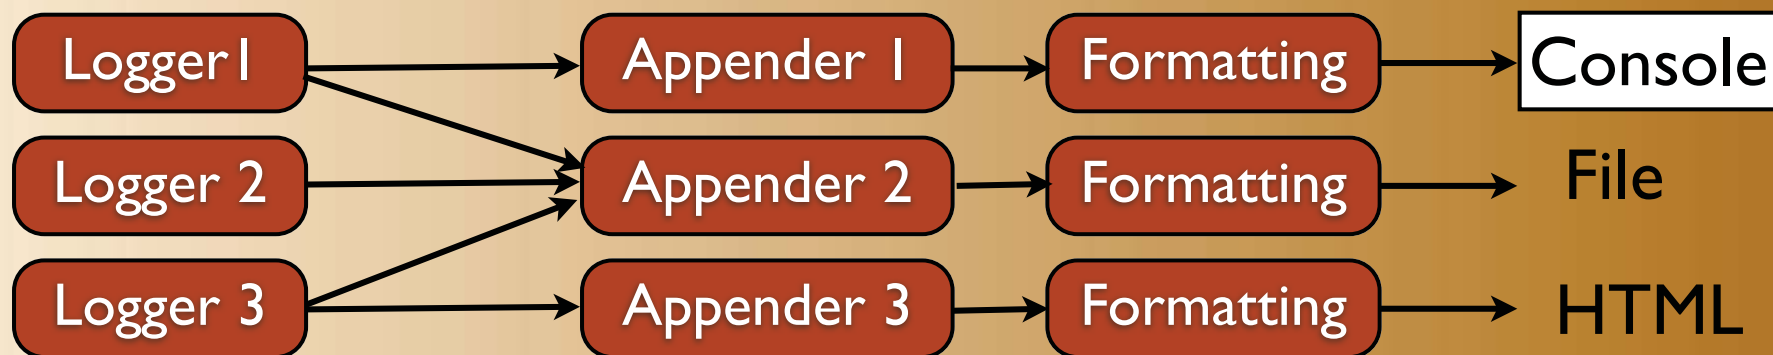 Logger1 Appender 1 Formatting Console
Logger 2 Appender 2 Formatting File
Logger 3 Appender 3 Formatting HTML